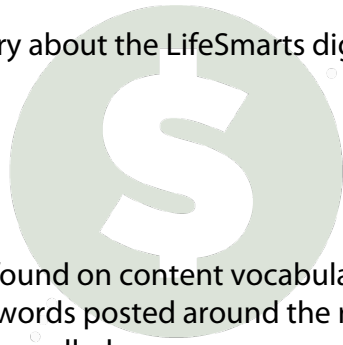 ry about the LifeSmarts dig
$
found on content vocabula
words posted around the r